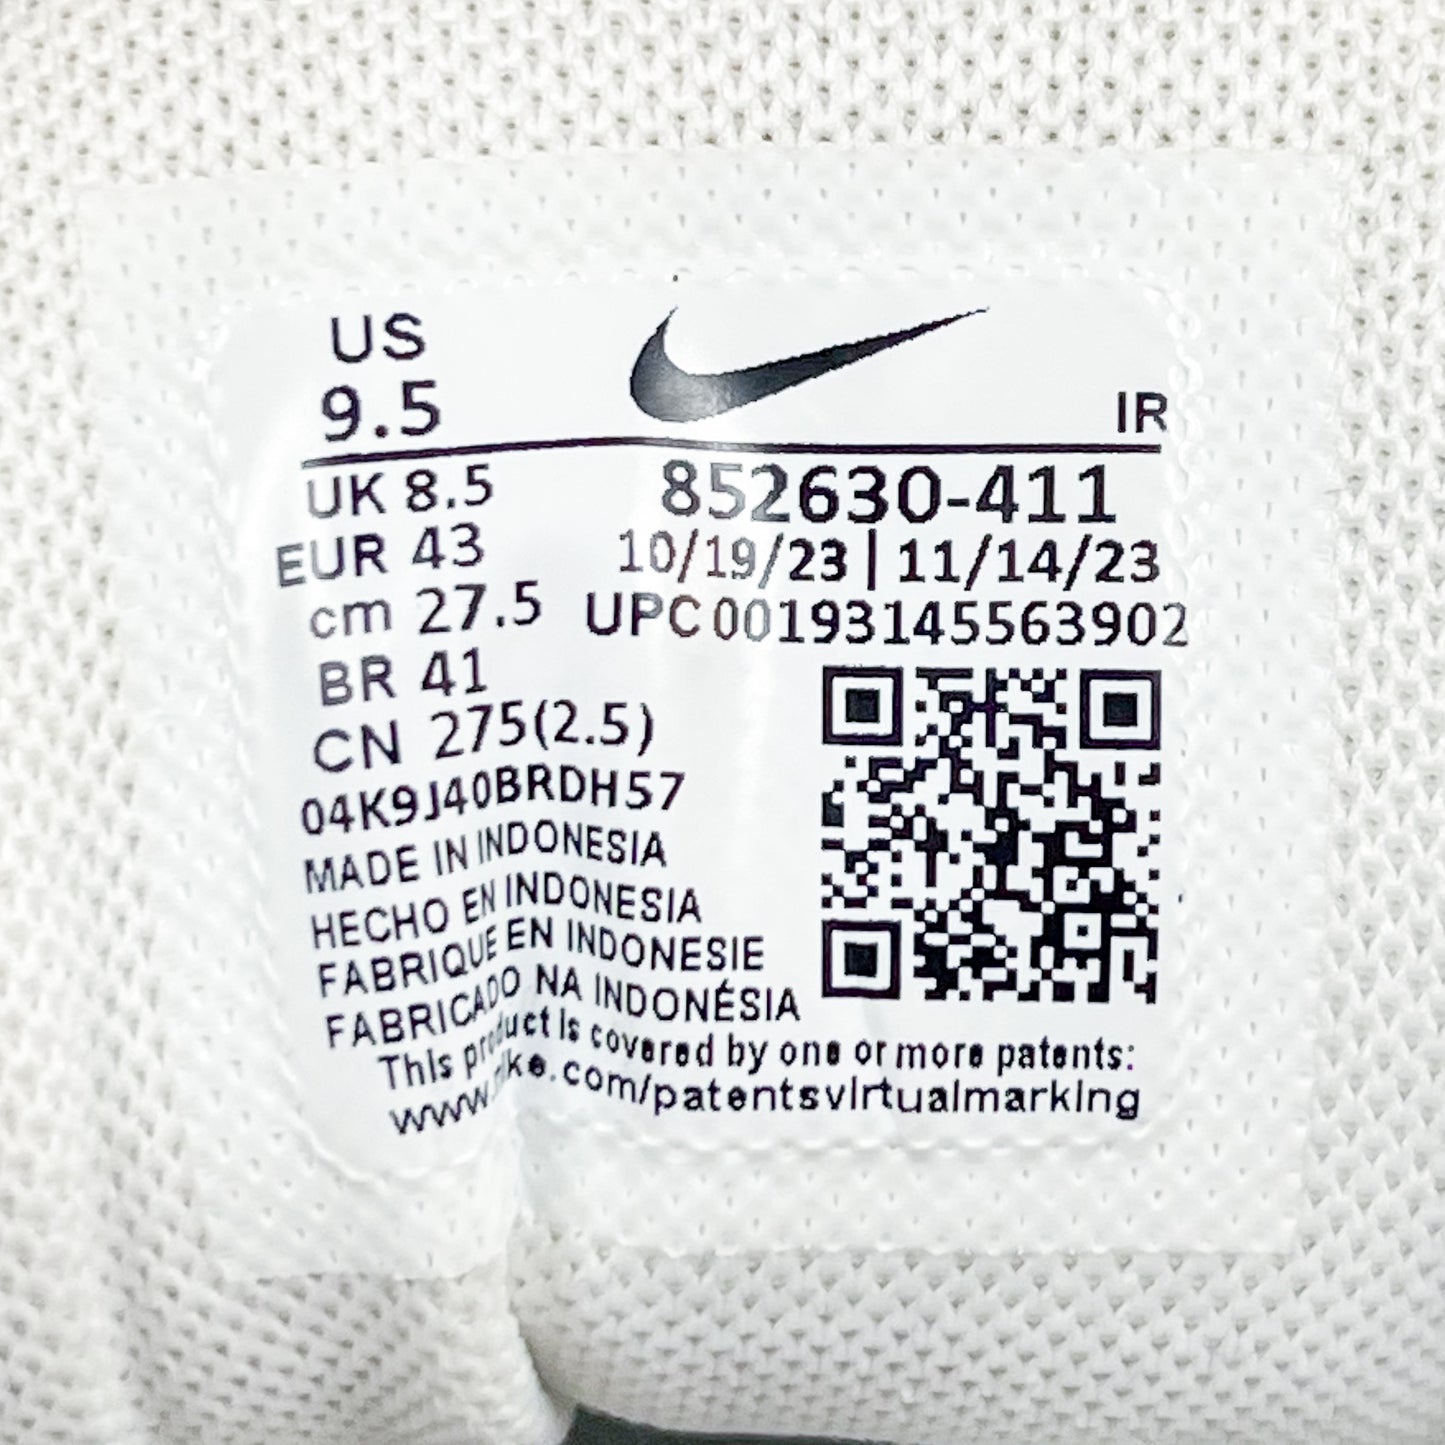 US
9.5
IR
UK 8.5
EUR 43
cm 27.5
BR 41
CN 275(2.5)
852630-411
10/19/23 | 11/14/23
UPC00193145563902
04K9J40BRDH57
MADE IN INDONESIA
HECHO EN INDONESIA
FABRIQUE EN INDONESIE
FABRICADO NA INDONÉSIA
This product is covered by one or more patents:
www.nike.com/patentsvirtualmarking